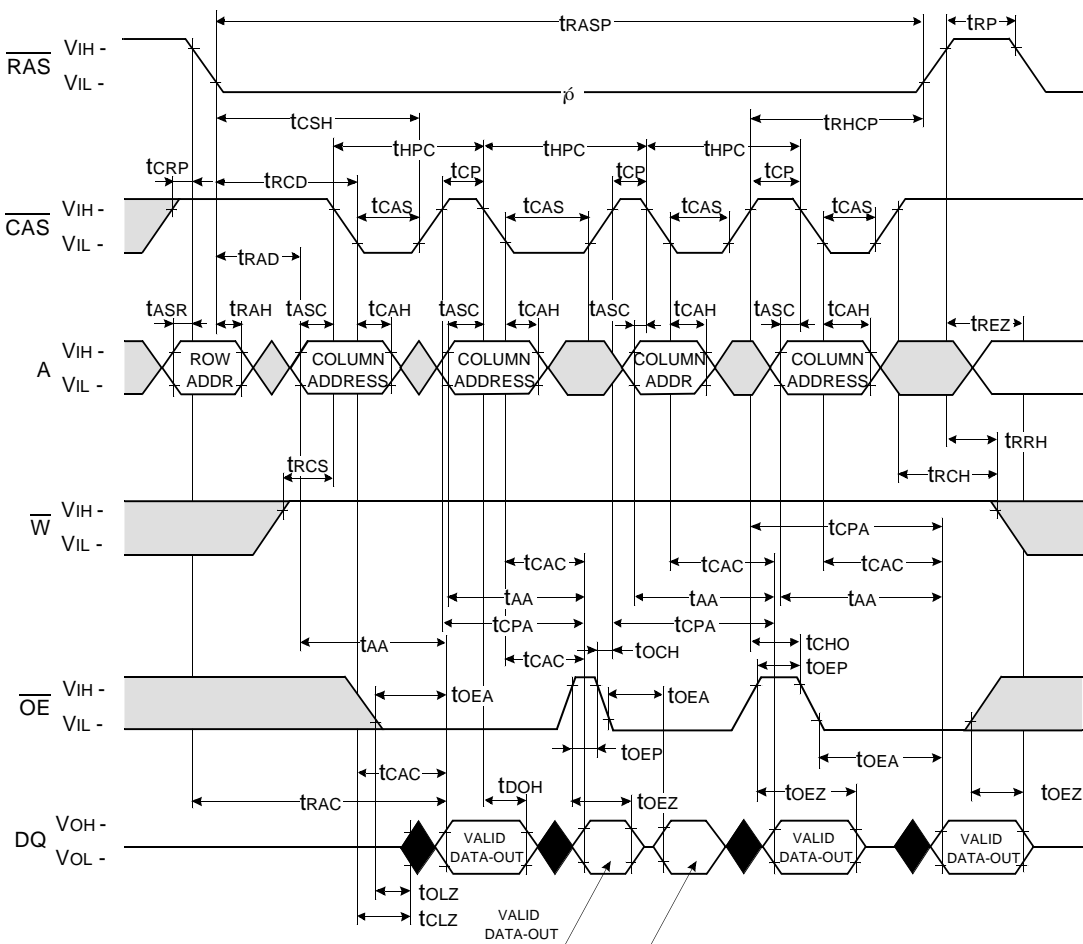 tRASP
tRP
RAS
VIH -
VIL -
tCSH
tRHCP
tHPC
tHPC
tHPC
tCRP
tRCD
tCP
tCP
tCP
CAS
VIH -
VIL -
tCAS
tCAS
tCAS
tCAS
tRAD
tASR
tRAH
tASC
tCAH
tASC
tCAH
tASC
tCAH
tASC
tCAH
tREZ
A
VIH -
VIL -
ROW
ADDR
COLUMN
ADDRESS
COLUMN
ADDRESS
COLUMN
ADDR
COLUMN
ADDRESS
tRRH
tRCS
tRCH
W
VIH -
VIL -
tCPA
tCAC
tCAC
tCAC
tAA
tAA
tAA
tCPA
tCPA
tAA
tCHO
tCAC
tOCH
tOEP
OE
VIH -
VIL -
tOEA
tOEA
tOEP
tOEA
tCAC
tDOH
tRAC
tOEZ
tOEZ
tOEZ
DQ
VOH -
VOL -
VALID
DATA-OUT
VALID
DATA-OUT
VALID
DATA-OUT
tOLZ
tCLZ
VALID
DATA-OUT